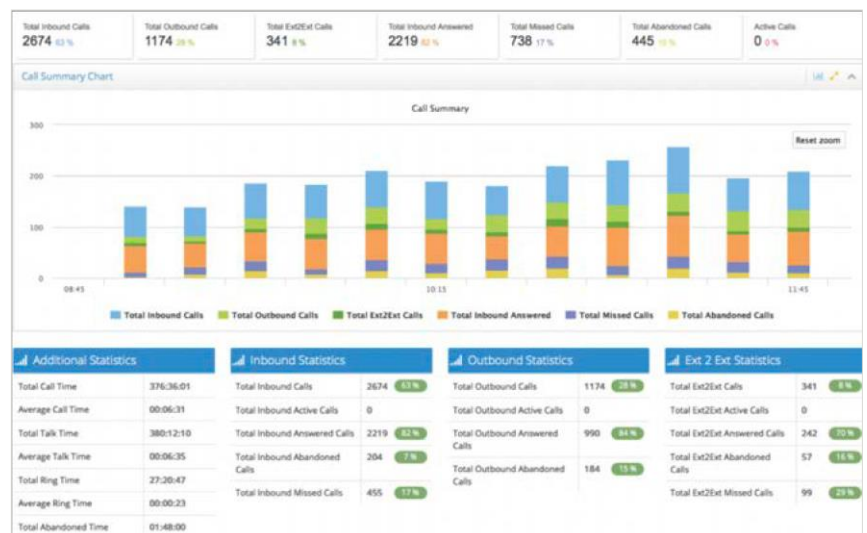 Total Inbound Calls
2674 63 %
Total Outbound Calls
1174 28 %
Total Ext2Ext Calls
341 8 %
Total Inbound Answered
2219 82 %
Total Missed Calls
738 17 %
Total Abandoned Calls
445 10 %
Active Calls
0 0 %
Call Summary Chart
Call Summary
Reset zoom
300
200
100
0
08:45
10:15
11:45
Total Inbound Calls
Total Outbound Calls
Total Ext2Ext Calls
Total Inbound Answered
Total Missed Calls
Total Abandoned Calls
Additional Statistics
Total Call Time 376:36:01
Average Call Time 00:06:31
Total Talk Time 380:12:10
Average Talk Time 00:06:35
Total Ring Time 27:20:47
Average Ring Time 00:00:23
Total Abandoned Time 01:48:00
Inbound Statistics
Total Inbound Calls 2674 63 %
Total Inbound Active Calls 0
Total Inbound Answered Calls 2219 82 %
Total Inbound Abandoned 204 7 %
Calls
Total Inbound Missed Calls 455 17 %
Outbound Statistics
Total Outbound Calls 1174 28 %
Total Outbound Active Calls 0
Total Outbound Answered 990 84 %
Calls
Total Outbound Abandoned 184 15 %
Calls
Ext 2 Ext Statistics
Total Ext2Ext Calls 341 8 %
Total Ext2Ext Active Calls 0
Total Ext2Ext Answered Calls 242 70 %
Total Ext2Ext Abandoned 57 16 %
Calls
Total Ext2Ext Missed Calls 99 29 %